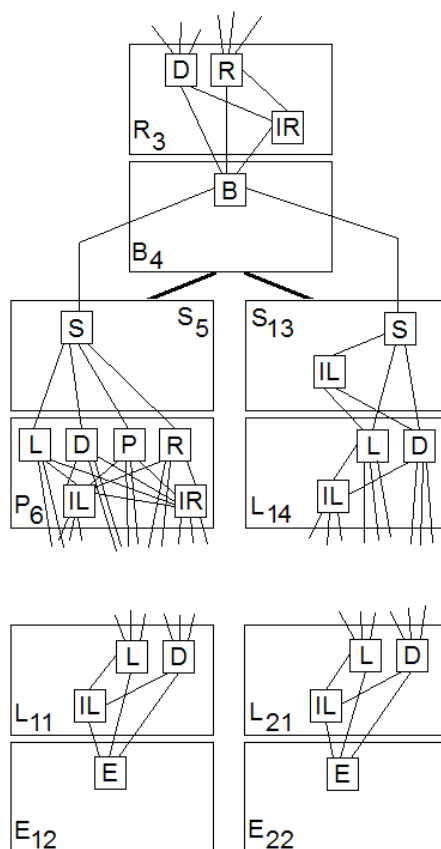 D R
IR
R3
B
B4
S S5
S13 S
IL
L D P R
IL IR
P6
L D
IL
L14
L D
IL
L11
E
E12
L D
IL
L21
E
E22